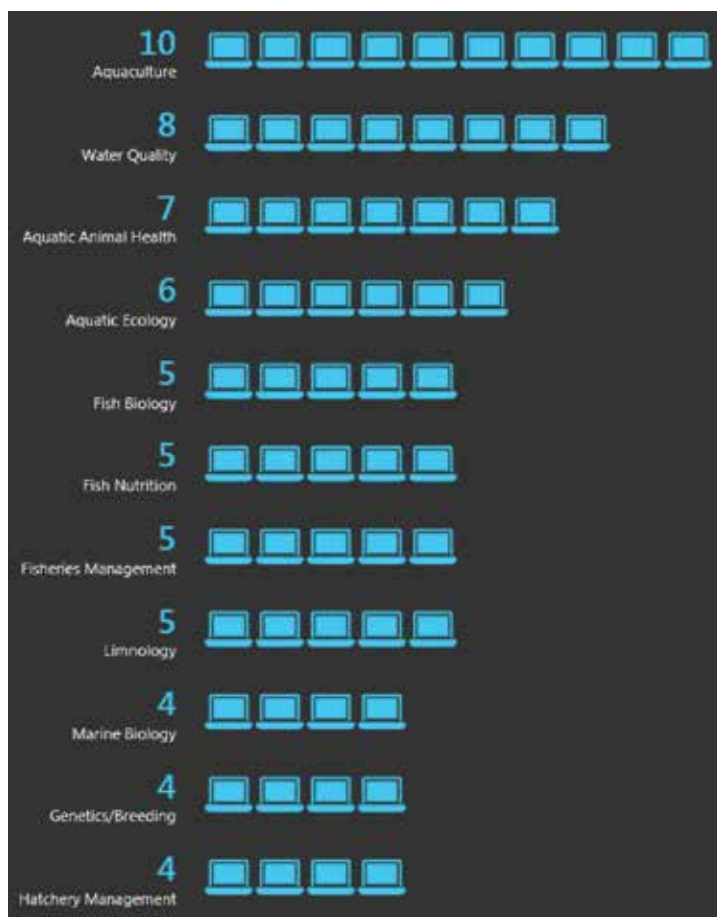 10
Aquaculture
8
Water Quality
7
Aquatic Animal Health
6
Aquatic Ecology
5
Fish Biology
5
Fish Nutrition
5
Fisheries Management
5
Limnology
4
Marine Biology
4
Genetics/Breeding
4
Hatchery Management